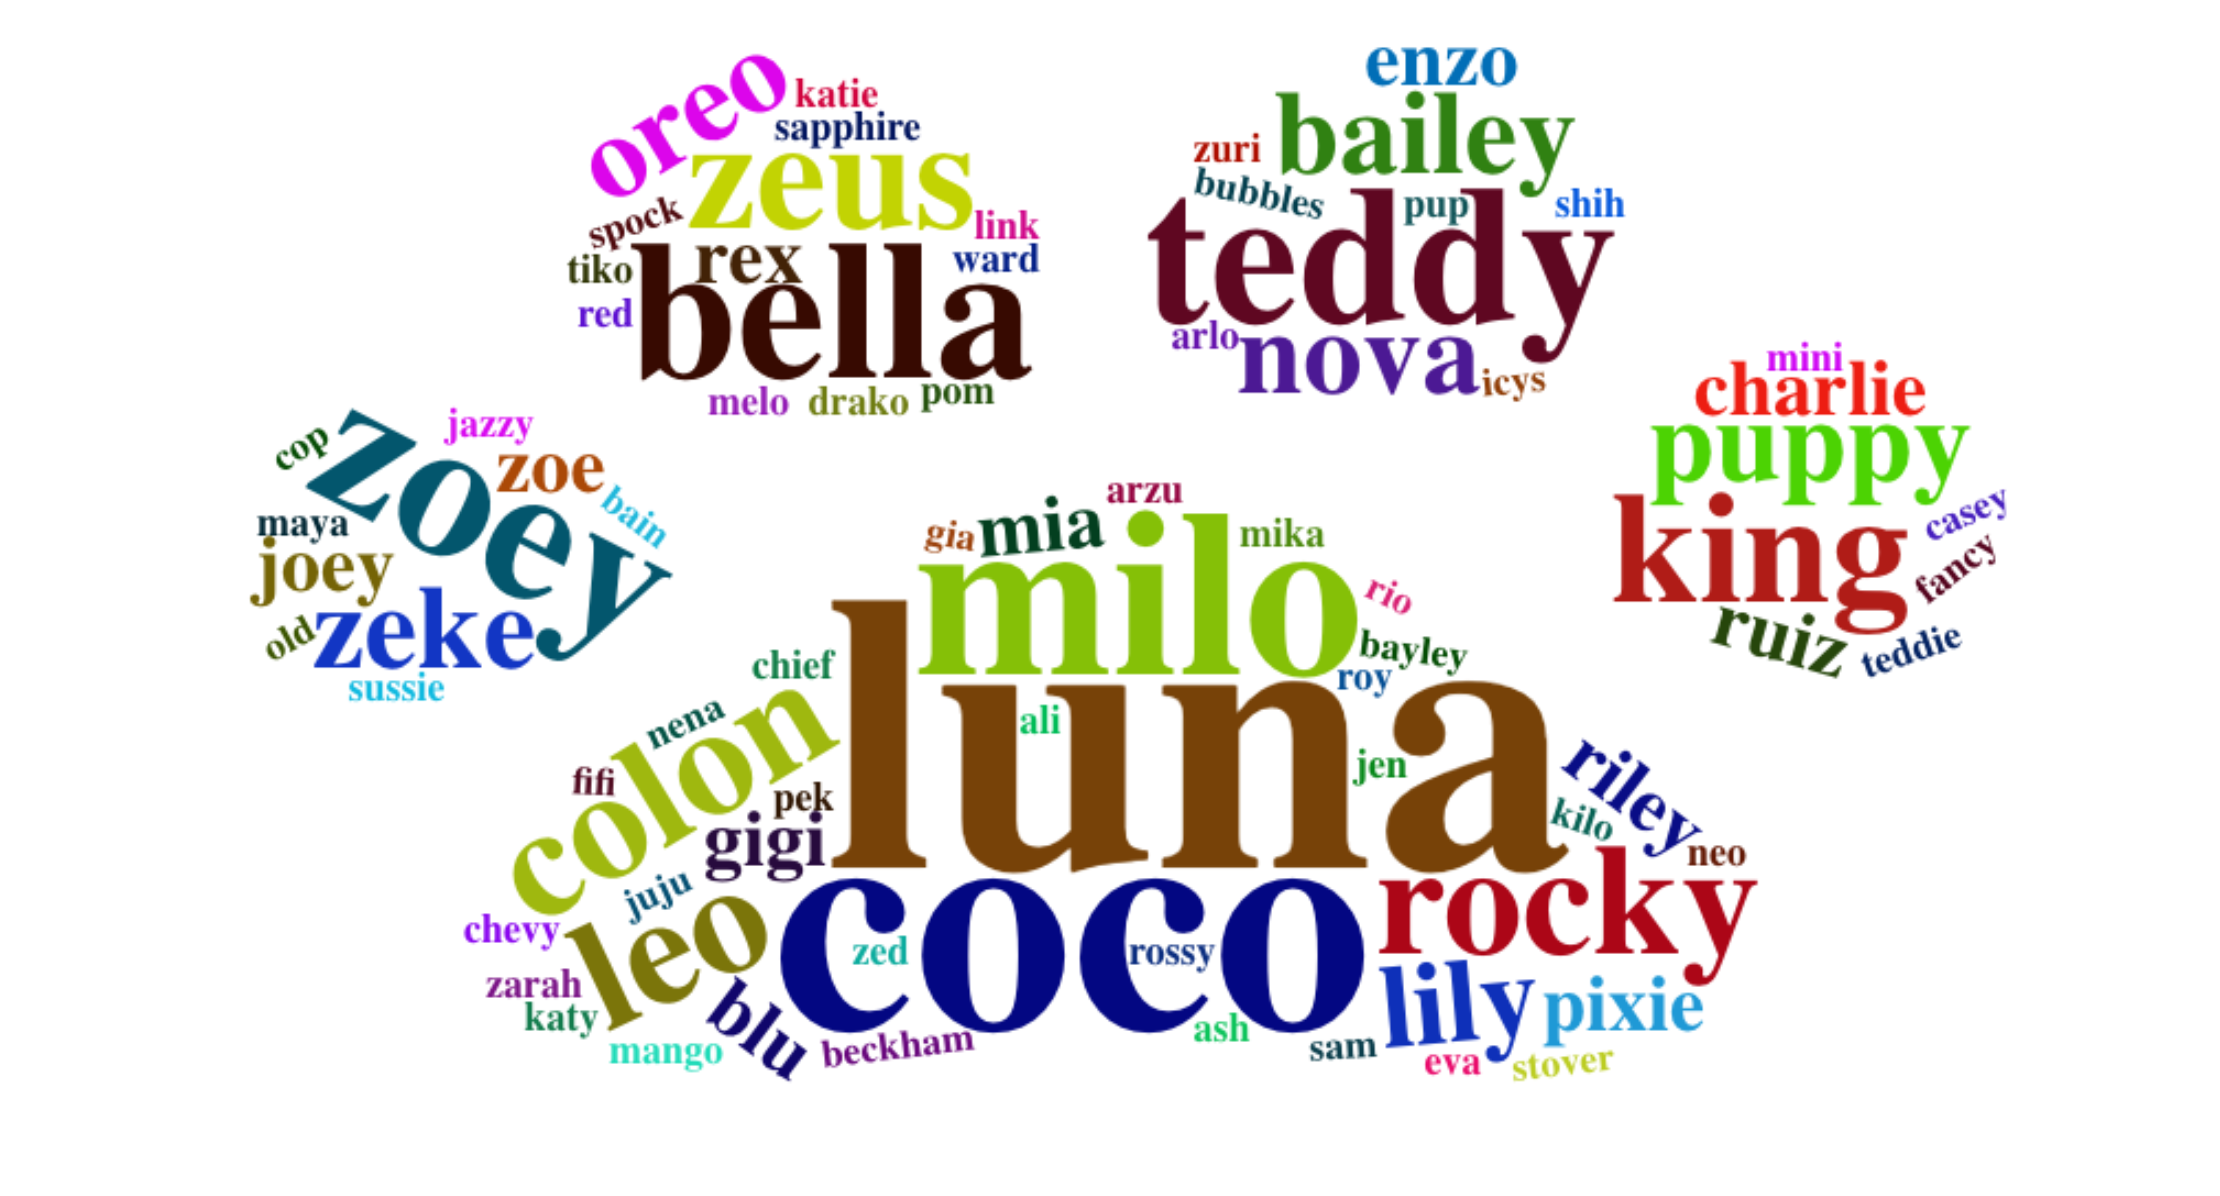 oreo
katie
sapphire
zeus
spock
link
tiko
rex
ward
red
bella
melo
drako
pom
enzo
bailey
zuri
bubbles
pup
shih
teddy
arlo
nova
icys
mini
charlie
puppy
king
casey
fancy
ruiz
teddie
cop
zoey
jazzy
zoe
bain
maya
joey
old
zeke
sussie
arzu
gia
mia
mika
milo
rio
bayley
roy
chief
luna
ali
nena
colon
jen
riley
fifi
pek
kilo
gigi
neo
juju
rocky
chevy
leo
coco
zed
rossy
zarah
katy
blu
lily
pixie
mango
beckham
ash
sam
eva
stover